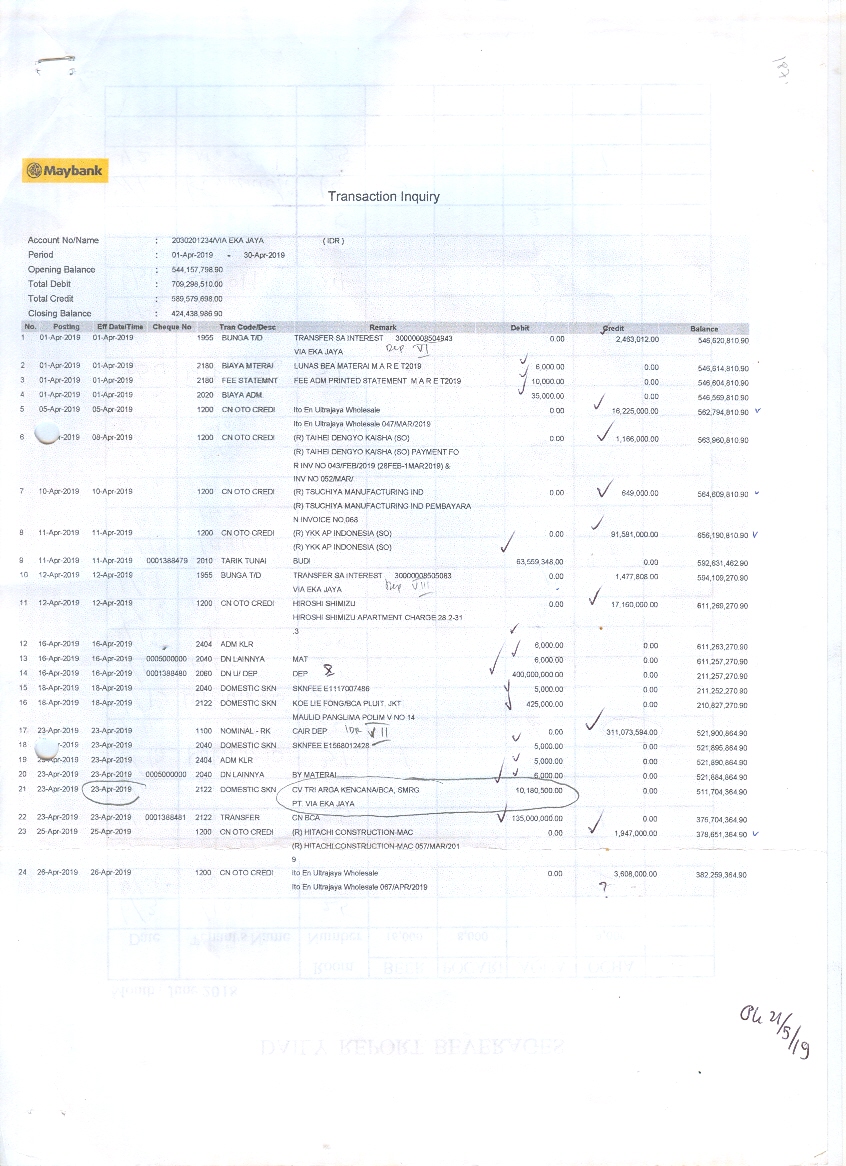 Maybank
Transaction Inquiry
Account No/Name : 2030201234/VIA EKA JAYA ( IDR )
Period : 01-Apr-2019 - 30-Apr-2019
Opening Balance : 544,157,798.90
Total Debit : 709,298,510.00
Total Credit : 589,579,698.00
Closing Balance : 424,438,986.90
No. Posting Eff Date/Time Cheque No Tran Code/Desc Remark Debit Credit Balance
1 01-Apr-2019 01-Apr-2019 1955 BUNGA T/D TRANSFER SA INTEREST 30000008504943 0.00 2,463,012.00 546,620,810.90
VIA EKA JAYA Dep VI
2 01-Apr-2019 01-Apr-2019 2180 BIAYA MTERAI LUNAS BEA MATERAI M A R E T2019 6,000.00 0.00 546,614,810.90
3 01-Apr-2019 01-Apr-2019 2180 FEE STATEMNT FEE ADM PRINTED STATEMENT M A R E T2019 10,000.00 0.00 546,604,810.90
4 01-Apr-2019 01-Apr-2019 2020 BIAYA ADM 35,000.00 0.00 546,569,810.90
5 05-Apr-2019 05-Apr-2019 1200 CN OTO CREDI Ito En Ultrajaya Wholesale 0.00 16,225,000.00 562,794,810.90
Ito En Ultrajaya Wholesale 047/MAR/2019
6 r-2019 08-Apr-2019 1200 CN OTO CREDI (R) TAIHEI DENGYO KAISHA (SO) 0.00 1,166,000.00 563,960,810.90
(R) TAIHEI DENGYO KAISHA (SO) PAYMENT FO
R INV NO 043/FEB/2019 (26FEB-1MAR2019) &
INV NO 052/MAR/
7 10-Apr-2019 10-Apr-2019 1200 CN OTO CREDI (R) TSUCHIYA MANUFACTURING IND 0.00 649,000.00 564,609,810.90
(R) TSUCHIYA MANUFACTURING IND PEMBAYARA
N INVOICE NO,068
8 11-Apr-2019 11-Apr-2019 1200 CN OTO CREDI (R) YKK AP INDONESIA (SO) 0.00 91,581,000.00 656,190,810.90
(R) YKK AP INDONESIA (SO)
9 11-Apr-2019 11-Apr-2019 0001388479 2010 TARIK TUNAI BUDI 63,559,348.00 0.00 592,631,462.90
10 12-Apr-2019 12-Apr-2019 1955 BUNGA T/D TRANSFER SA INTEREST 30000008505083 0.00 1,477,808.00 594,109,270.90
VIA EKA JAYA Dep VIII
11 12-Apr-2019 12-Apr-2019 1200 CN OTO CREDI HIROSHI SHIMIZU 0.00 17,160,000.00 611,269,270.90
HIROSHI SHIMIZU APARTMENT CHARGE 28.2-31
.3
12 16-Apr-2019 16-Apr-2019 2404 ADM KLR 6,000.00 0.00 611,263,270.90
13 16-Apr-2019 16-Apr-2019 0005000000 2040 DN LAINNYA MAT 6,000.00 0.00 611,257,270.90
14 16-Apr-2019 16-Apr-2019 0001388480 2060 DN U/ DEP DEP 400,000,000.00 0.00 211,257,270.90
15 18-Apr-2019 18-Apr-2019 2040 DOMESTIC SKN SKNFEE E1117007486 5,000.00 0.00 211,252,270.90
16 18-Apr-2019 18-Apr-2019 2122 DOMESTIC SKN KOE LIE FONG/BCA PLUIT, JKT 425,000.00 0.00 210,827,270.90
MAULID PANGLIMA POLIM V NO 14
17 23-Apr-2019 23-Apr-2019 1100 NOMINAL - RK CAIR DEP IDR VII 0.00 311,073,594.00 521,900,864.90
18 r-2019 23-Apr-2019 2040 DOMESTIC SKN SKNFEE E1568012428 5,000.00 0.00 521,895,864.90
19 23-Apr-2019 23-Apr-2019 2404 ADM KLR 5,000.00 0.00 521,890,864.90
20 23-Apr-2019 23-Apr-2019 0005000000 2040 DN LAINNYA BY MATERAI 6,000.00 0.00 521,884,864.90
21 23-Apr-2019 23-Apr-2019 2122 DOMESTIC SKN CV TRI ARGA KENCANA/BCA, SMRG 10,180,500.00 0.00 511,704,364.90
PT. VIA EKA JAYA
22 23-Apr-2019 23-Apr-2019 0001388481 2122 TRANSFER CN BCA 135,000,000.00 0.00 376,704,364.90
23 25-Apr-2019 25-Apr-2019 1200 CN OTO CREDI (R) HITACHI CONSTRUCTION-MAC 0.00 1,947,000.00 378,651,364.90
(R) HITACHI CONSTRUCTION-MAC 057/MAR/201
9
24 26-Apr-2019 26-Apr-2019 1200 CN OTO CREDI Ito En Ultrajaya Wholesale 0.00 3,608,000.00 382,259,364.90
Ito En Ultrajaya Wholesale 067/APR/2019
?
21/5/19
DAILY REPORT BEVERAGES